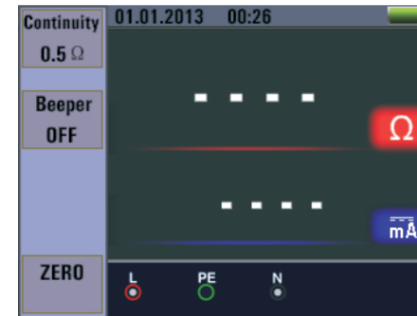 Continuity
0.5 Ω
Beeper
OFF
ZERO
01.01.2013 00:26
- - - -
Ω
- - - -
mA
L PE N